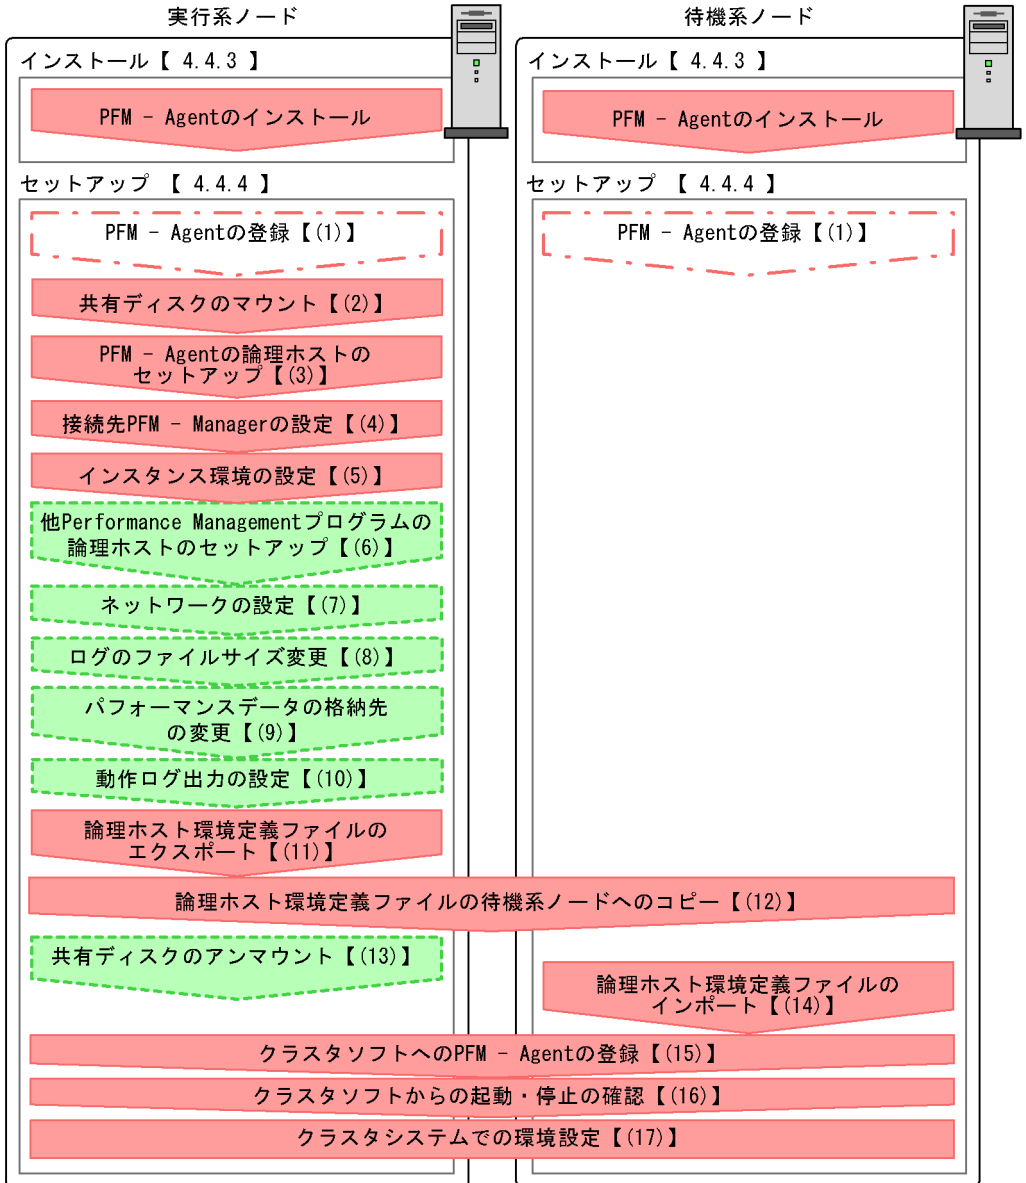 実行系ノード
待機系ノード
インストール【 4.4.3 】
インストール【 4.4.3 】
PFM － Agentのインストール
PFM － Agentのインストール
セットアップ 【 4.4.4 】
セットアップ 【 4.4.4 】
PFM － Agentの登録【(1)】
PFM － Agentの登録【(1)】
共有ディスクのマウント【(2)】
PFM － Agentの論理ホストの
セットアップ【(3)】
接続先PFM － Managerの設定【(4)】
インスタンス環境の設定【(5)】
他Performance Managementプログラムの
論理ホストのセットアップ【(6)】
ネットワークの設定【(7)】
ログのファイルサイズ変更【(8)】
パフォーマンスデータの格納先
の変更【(9)】
動作ログ出力の設定【(10)】
論理ホスト環境定義ファイルの
エクスポート【(11)】
論理ホスト環境定義ファイルの待機系ノードへのコピー【(12)】
共有ディスクのアンマウント【(13)】
論理ホスト環境定義ファイルの
インポート【(14)】
クラスタソフトへのPFM － Agentの登録【(15)】
クラスタソフトからの起動・停止の確認【(16)】
クラスタシステムでの環境設定【(17)】